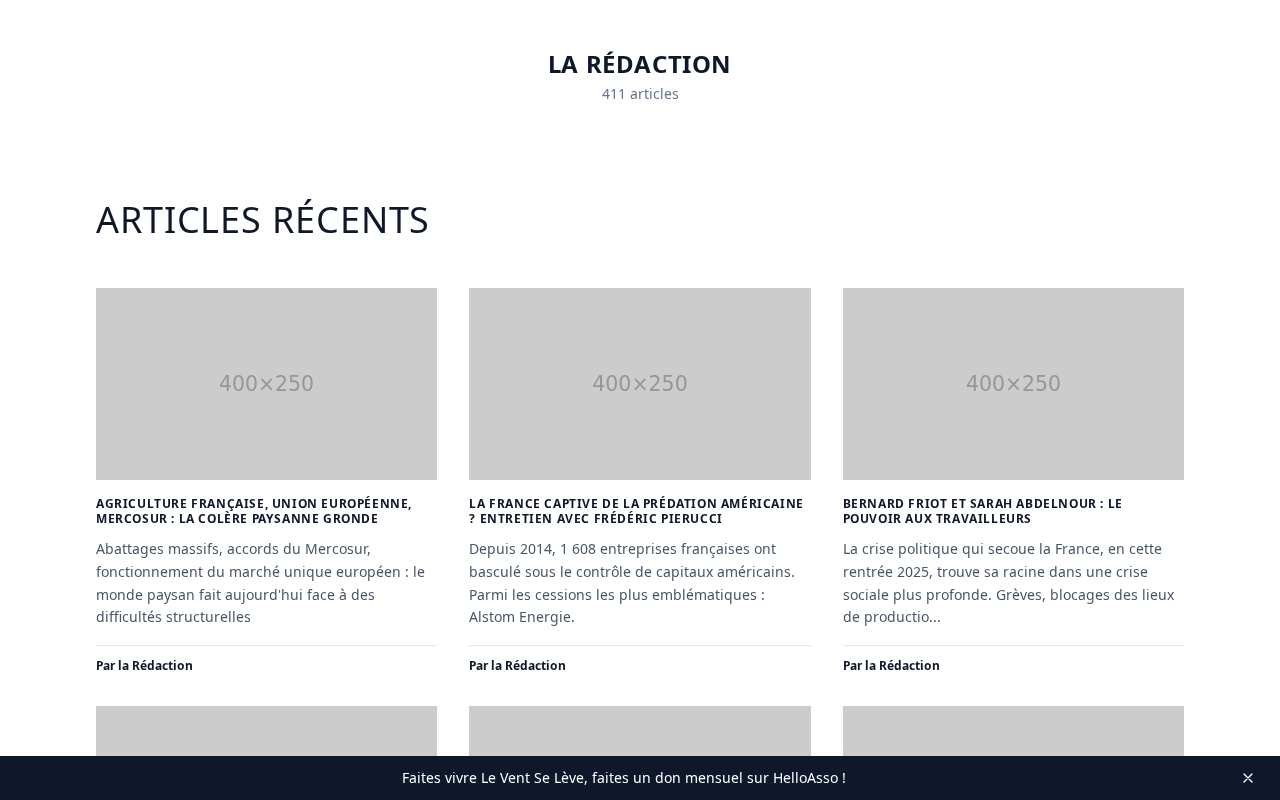 LA RÉDACTION
411 articles
ARTICLES RÉCENTS
400×250
400×250
400×250
AGRICULTURE FRANÇAISE, UNION EUROPÉENNE,
MERCOSUR : LA COLÈRE PAYSANNE GRONDE
Abattages massifs, accords du Mercosur,
fonctionnement du marché unique européen : le
monde paysan fait aujourd'hui face à des
difficultés structurelles
Par la Rédaction
LA FRANCE CAPTIVE DE LA PRÉDATION AMÉRICAINE
? ENTRETIEN AVEC FRÉDÉRIC PIERUCCI
Depuis 2014, 1 608 entreprises françaises ont
basculé sous le contrôle de capitaux américains.
Parmi les cessions les plus emblématiques :
Alstom Energie.
Par la Rédaction
BERNARD FRIOT ET SARAH ABDELNOUR : LE
POUVOIR AUX TRAVAILLEURS
La crise politique qui secoue la France, en cette
rentrée 2025, trouve sa racine dans une crise
sociale plus profonde. Grèves, blocages des lieux
de productio...
Par la Rédaction
Faites vivre Le Vent Se Lève, faites un don mensuel sur HelloAsso !